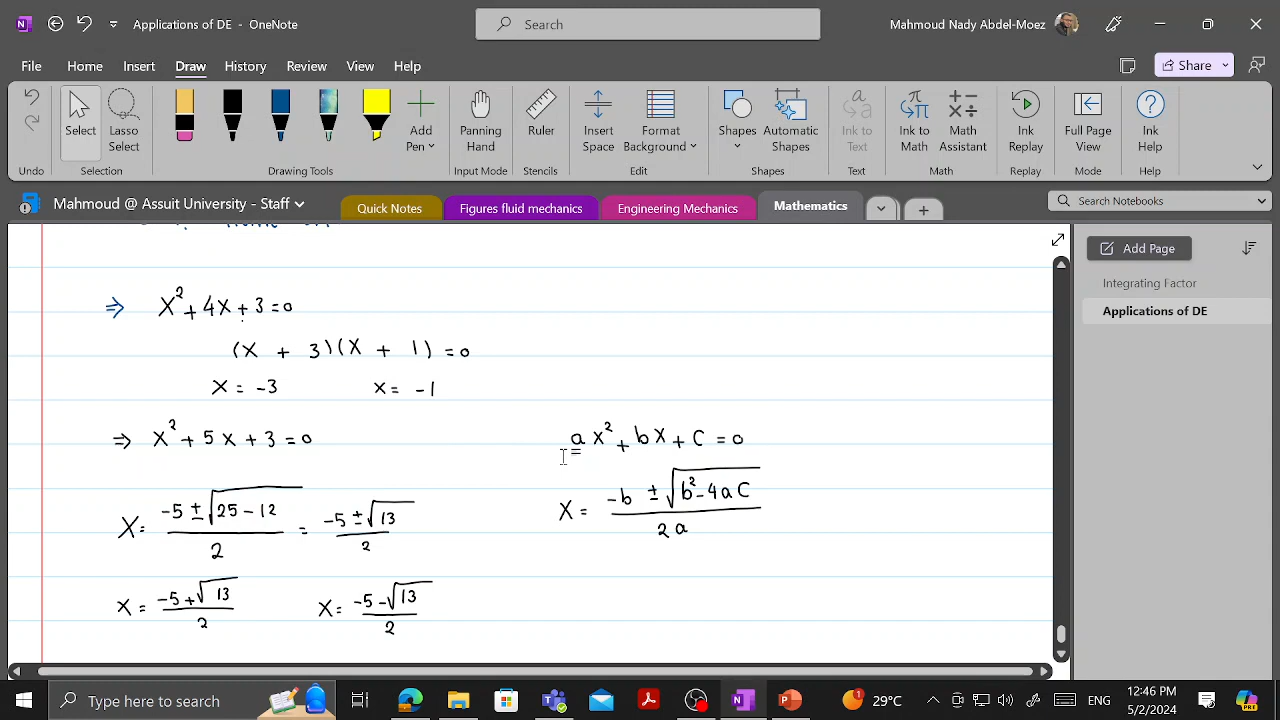 Applications of DE - OneNote
Search
Mahmoud Nady Abdel-Moez
File Home Insert Draw History Review View Help
Share
Select
Lasso Select
Add Pen
Panning Hand
Ruler
Insert Space
Format Background
Shapes
Automatic Shapes
Ink to Text
Ink to Math
Math Assistant
Ink Replay
Full Page View
Ink Help
Undo Selection Drawing Tools Input Mode Stencils Edit Shapes Text Math Replay Mode Help
Mahmoud @ Assuit University - Staff
Quick Notes
Figures fluid mechanics
Engineering Mechanics
Mathematics
Search Notebooks
Add Page
Integrating Factor
Applications of DE
⇒ x² + 4x + 3 = 0
(x + 3)(x + 1) = 0
x = -3 x = -1
⇒ x² + 5x + 3 = 0
x = (-5 ± √(25 - 12)) / 2 = (-5 ± √13) / 2
x = (-5 + √13) / 2 x = (-5 - √13) / 2
a x² + b x + c = 0
x = (-b ± √(b² - 4ac)) / 2a
Type here to search
1
29°C
ENG
12:46 PM
5/2/2024